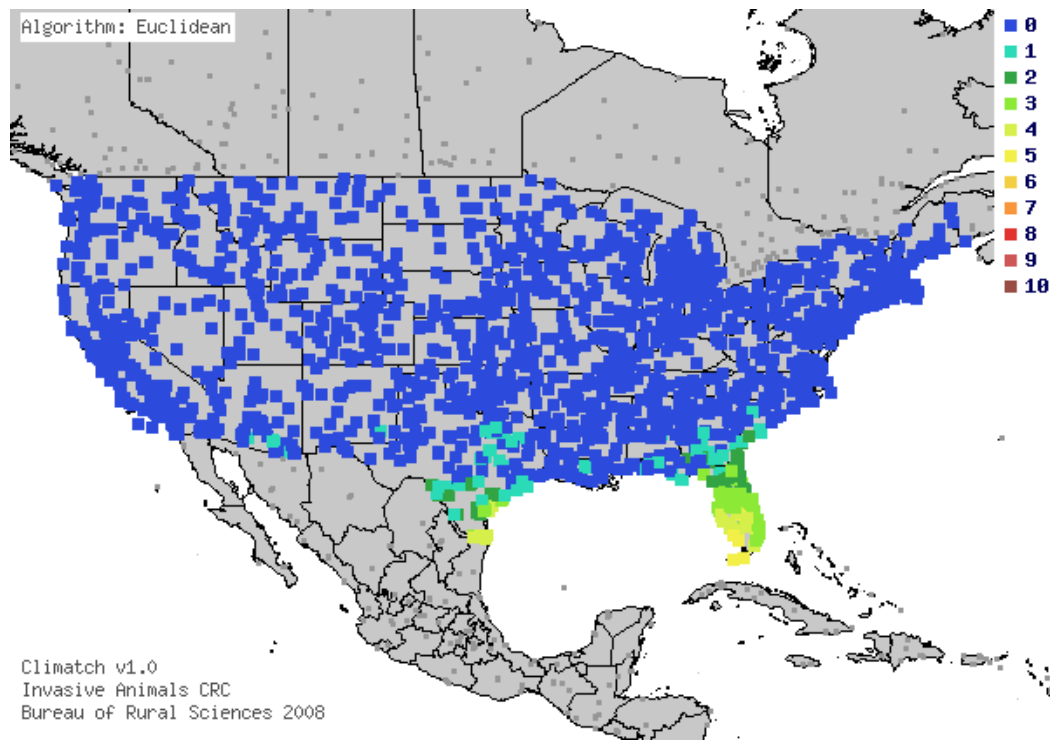 Algorithm: Euclidean
0
1
2
3
4
5
6
7
8
9
10
Climatch v1.0
Invasive Animals CRC
Bureau of Rural Sciences 2008